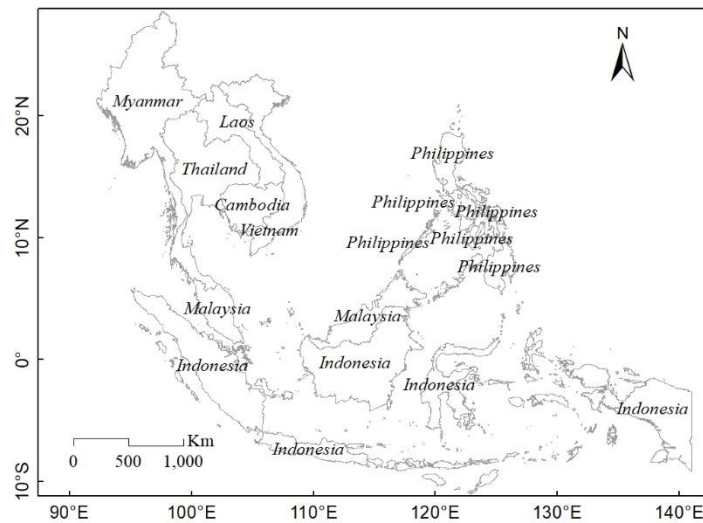 N
20°N
10°N
0°
10°S
Myanmar
Laos
Thailand
Cambodia
Vietnam
Philippines
Philippines
Philippines
Philippines
Philippines
Philippines
Malaysia
Malaysia
Indonesia
Indonesia
Indonesia
Indonesia
Indonesia
Km
0 500 1,000
90°E 100°E 110°E 120°E 130°E 140°E